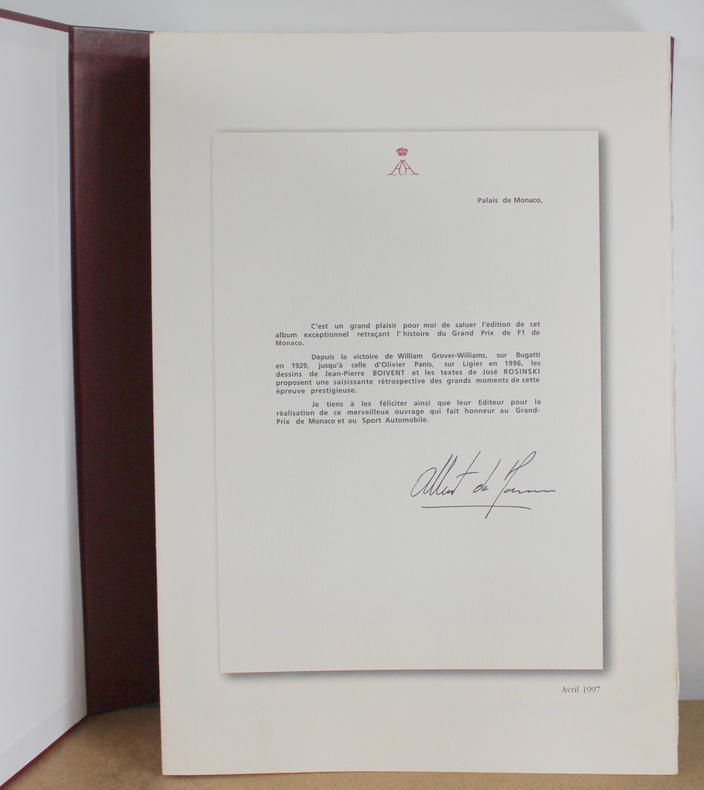 Palais de Monaco,
C'est un grand plaisir pour moi de saluer l'édition de cet
album exceptionnel retraçant l'histoire du Grand Prix de F1 de
Monaco.
Depuis la victoire de William Grover-Williams, sur Bugatti
en 1929, jusqu'à celle d'Olivier Panis, sur Ligier en 1996, les
dessins de Jean-Pierre BOIVENT et les textes de José ROSINSKI
proposent une saisissante rétrospective des grands moments de cette
épreuve prestigieuse.
Je tiens à les féliciter ainsi que leur Editeur pour la
réalisation de ce merveilleux ouvrage qui fait honneur au Grand-
Prix de Monaco et au Sport Automobile.
Albert de Monaco
Avril 1997